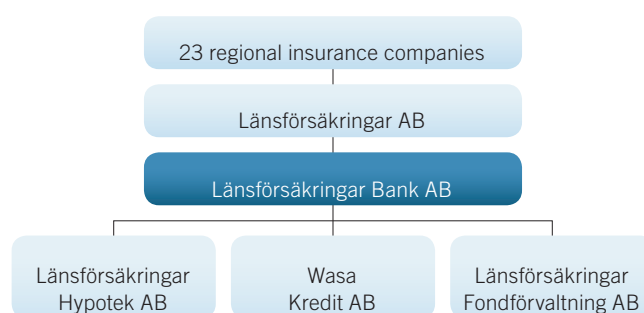 23 regional insurance companies
Länsförsäkringar AB
Länsförsäkringar Bank AB
Länsförsäkringar
Hypotek AB
Wasa
Kredit AB
Länsförsäkringar
Fondförvaltning AB